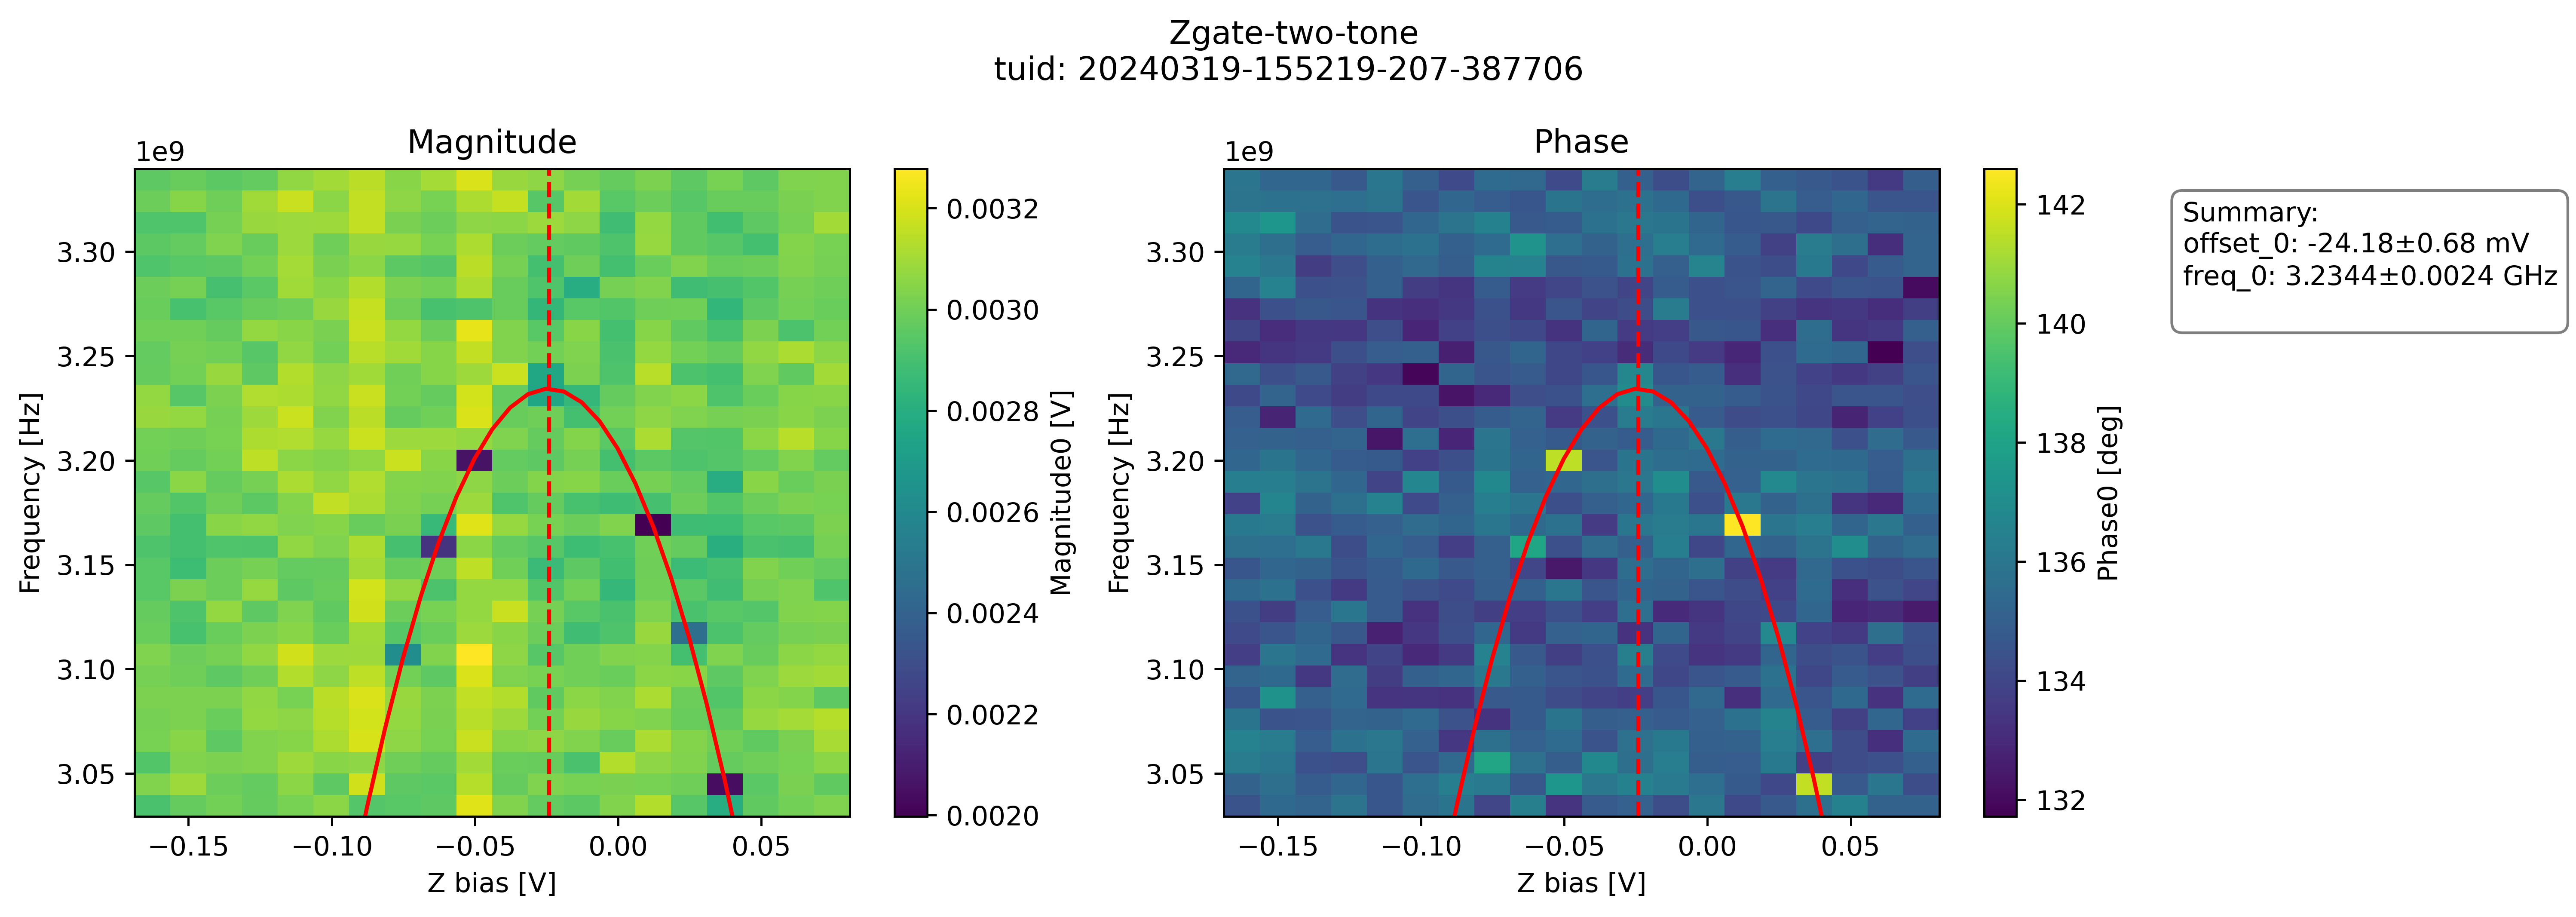 Zgate-two-tone
tuid: 20240319-155219-207-387706
Magnitude
1e9
3.30
3.25
3.20
3.15
3.10
3.05
Frequency [Hz]
−0.15
−0.10
−0.05
0.00
0.05
Z bias [V]
0.0032
0.0030
0.0028
0.0026
0.0024
0.0022
0.0020
Magnitude0 [V]
Phase
1e9
3.30
3.25
3.20
3.15
3.10
3.05
Frequency [Hz]
−0.15
−0.10
−0.05
0.00
0.05
Z bias [V]
142
140
138
136
134
132
Phase0 [deg]
Summary:
offset_0: -24.18±0.68 mV
freq_0: 3.2344±0.0024 GHz